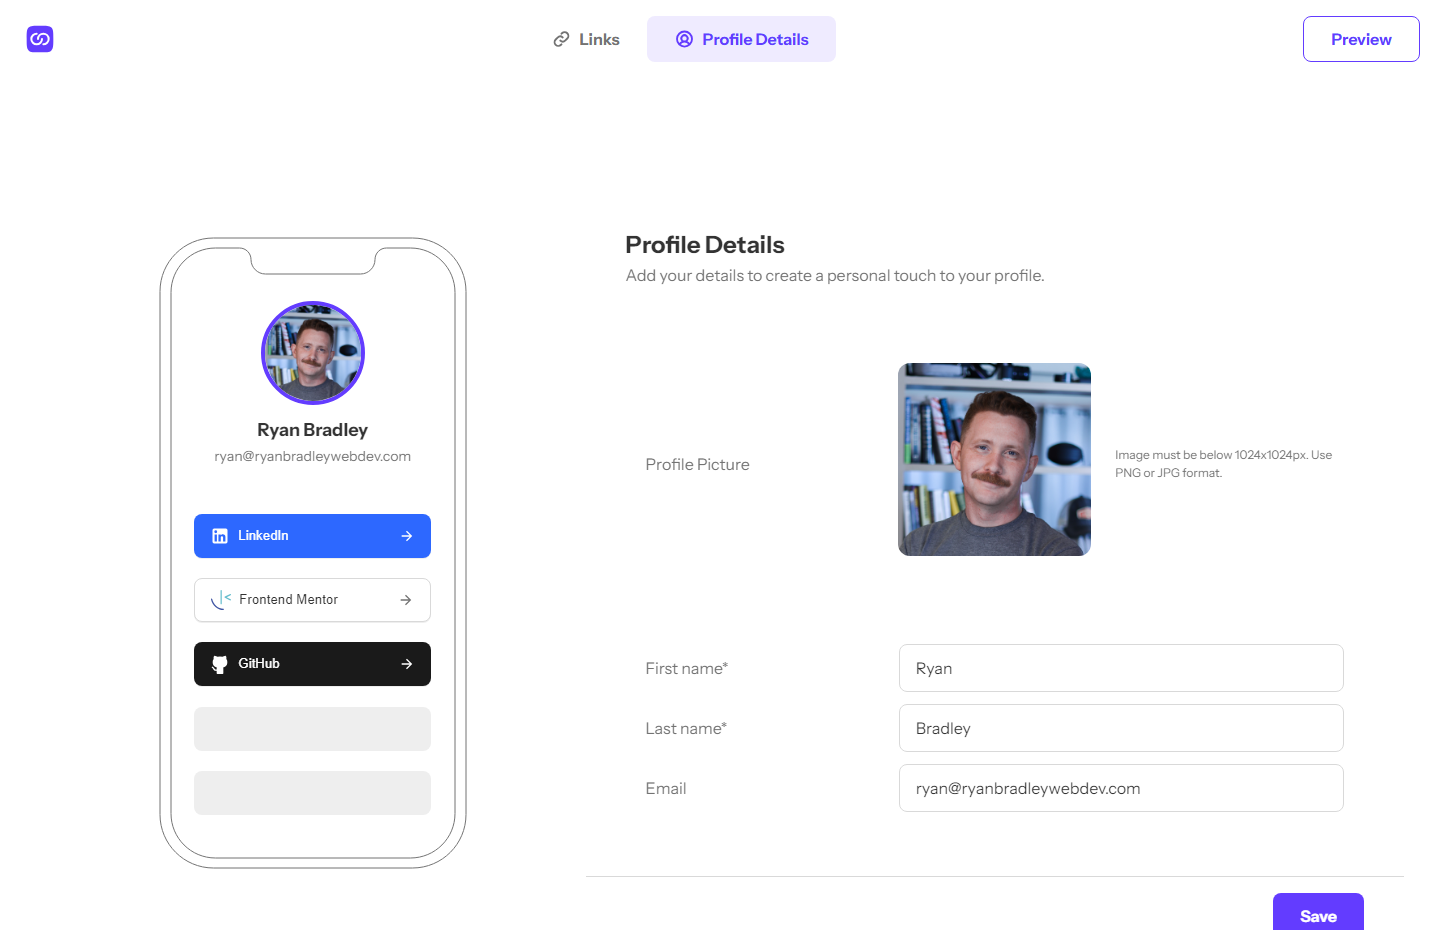 Links
Profile Details
Preview
Ryan Bradley
ryan@ryanbradleywebdev.com
LinkedIn
Frontend Mentor
GitHub
Profile Details
Add your details to create a personal touch to your profile.
Profile Picture
Image must be below 1024x1024px. Use
PNG or JPG format.
First name*
Ryan
Last name*
Bradley
Email
ryan@ryanbradleywebdev.com
Save